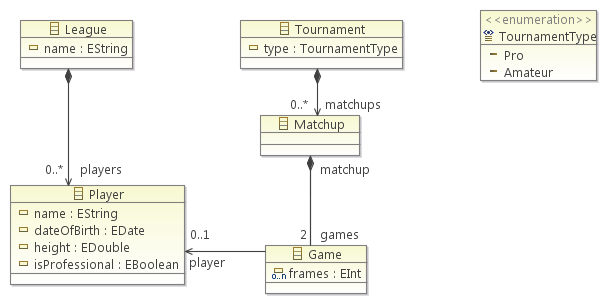 League
name : EString
Tournament
type : TournamentType
<<enumeration>>
TournamentType
Pro
Amateur
0..*
matchups
Matchup
0..*
players
matchup
Player
name : EString
dateOfBirth : EDate
height : EDouble
isProfessional : EBoolean
0..1
player
2
games
Game
0..n
frames : EInt